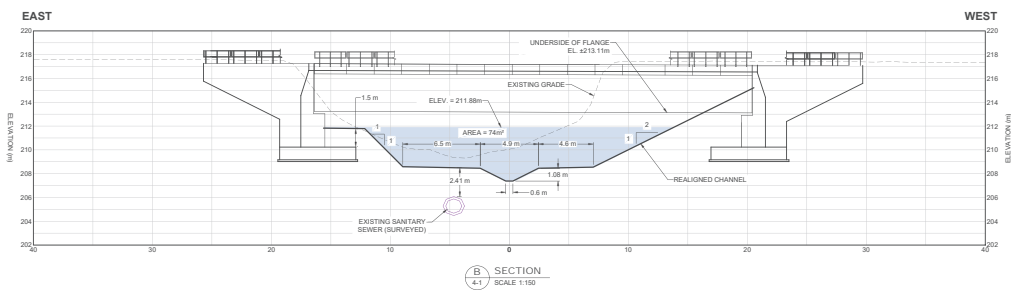 EAST
WEST
220
218
216
214
212
210
208
206
204
202
ELEVATION (m)
UNDERSIDE OF FLANGE
EL. ±213.11m
EXISTING GRADE
1.5 m
ELEV. = 211.88m
AREA = 74m²
1
1
2
1
6.5 m
4.9 m
4.6 m
2.41 m
1.08 m
0.6 m
REALIGNED CHANNEL
EXISTING SANITARY
SEWER (SURVEYED)
220
218
216
214
212
210
208
206
204
202
ELEVATION (m)
40
30
20
10
0
10
20
30
40
B
4-1
SECTION
SCALE 1:150